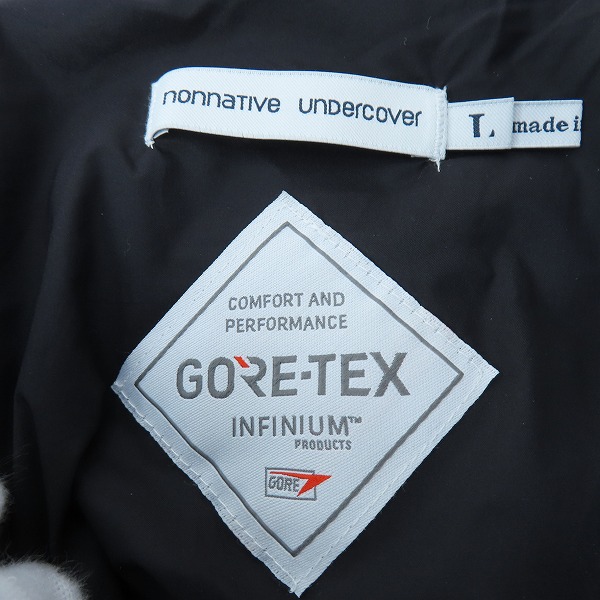 nonnative undercover
L
made i
COMFORT AND
PERFORMANCE
GORE-TEX
INFINIUM™
PRODUCTS
GORE